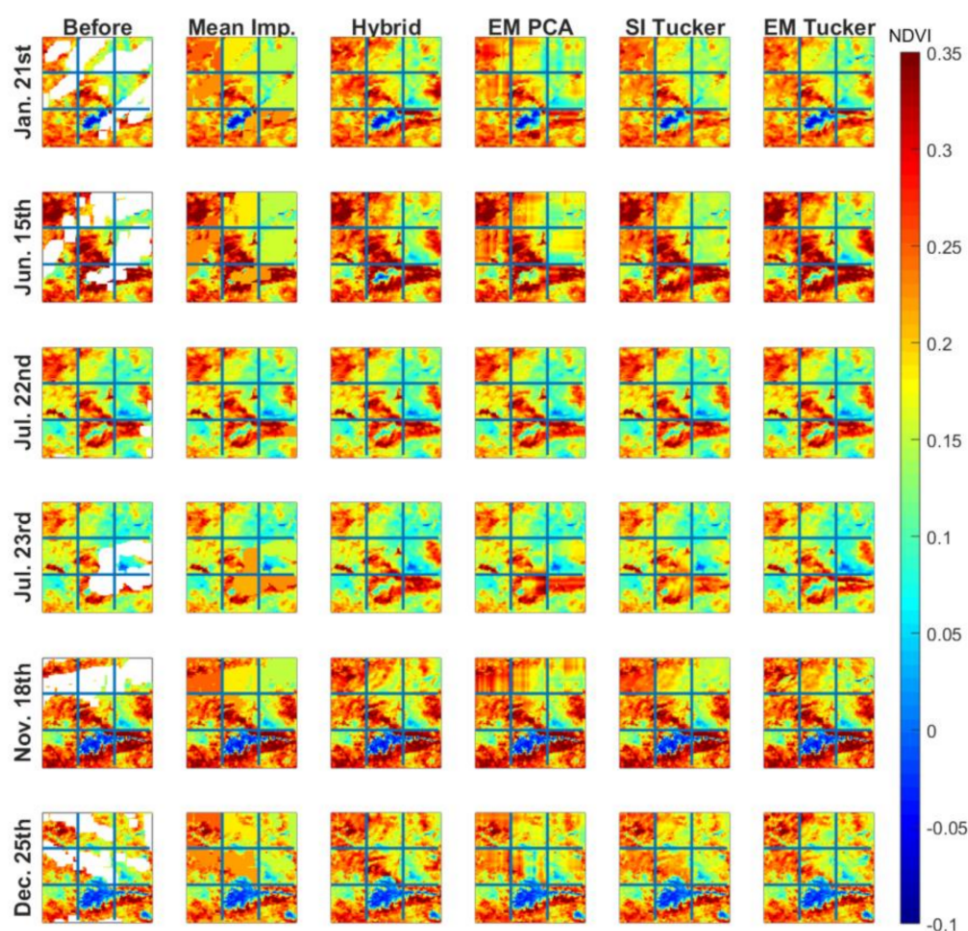 Before Mean Imp. Hybrid EM PCA SI Tucker EM Tucker NDVI
Jan. 21st
Jun. 15th
Jul. 22nd
Jul. 23rd
Nov. 18th
Dec. 25th
0.35
0.3
0.25
0.2
0.15
0.1
0.05
0
-0.05
-0.1